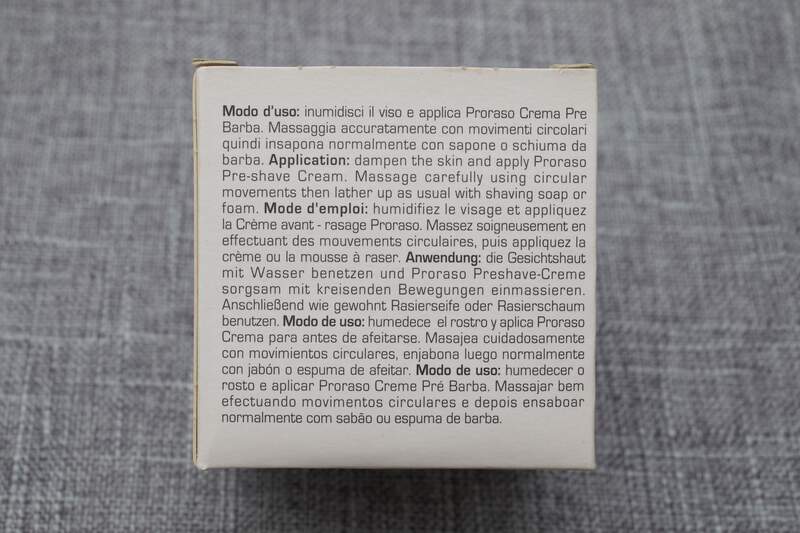 Modo d'uso: inumidisci il viso e applica Proraso Crema Pre
Barba. Massaggia accuratamente con movimenti circolari
quindi insapona normalmente con sapone o schiuma da
barba. Application: dampen the skin and apply Proraso
Pre-shave Cream. Massage carefully using circular
movements then lather up as usual with shaving soap or
foam. Mode d'emploi: humidifiez le visage et appliquez
la Crème avant - rasage Proraso. Massez soigneusement en
effectuant des mouvements circulaires, puis appliquez la
crème ou la mousse à raser. Anwendung: die Gesichtshaut
mit Wasser benetzen und Proraso Preshave-Creme
sorgsam mit kreisenden Bewegungen einmassieren.
Anschließend wie gewohnt Rasierseife oder Rasierschaum
benutzen. Modo de uso: humedece el rostro y aplica Proraso
Crema para antes de afeitarse. Masajea cuidadosamente
con movimientos circulares, enjabona luego normalmente
con jabón o espuma de afeitar. Modo de uso: humedecer o
rosto e aplicar Proraso Creme Pré Barba. Massajar bem
efectuando movimentos circulares e depois ensaboar
normalmente com sabão ou espuma de barba.